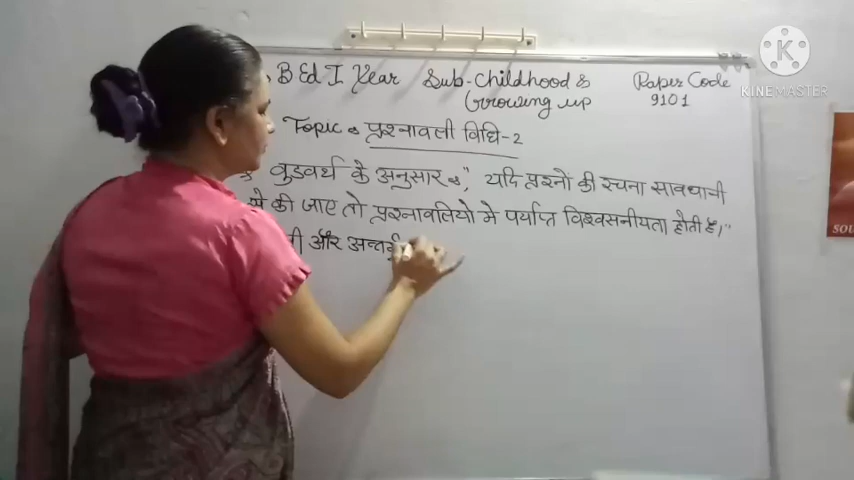 B Ed I Year Sub-Childhood & Growing up Paper Code 9101
Topic प्रश्नावली विधि-2
वुडवर्थ के अनुसार ", यदि प्रश्नों की रचना सावधानी
से की जाए तो प्रश्नावलियो मे पर्याप्त विश्वसनीयता होती है।"
और
KINEMASTER
SOU